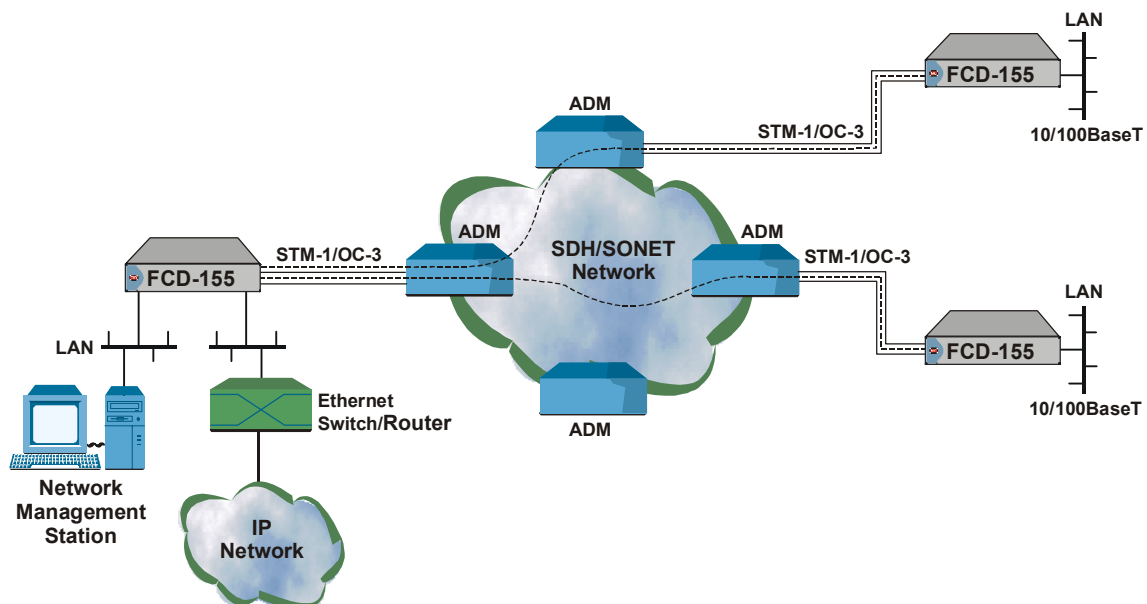 LAN
FCD-155
10/100BaseT
ADM
STM-1/OC-3
ADM
SDH/SONET
Network
ADM
STM-1/OC-3
STM-1/OC-3
FCD-155
LAN
FCD-155
10/100BaseT
LAN
Ethernet
Switch/Router
ADM
Network
Management
Station
IP
Network